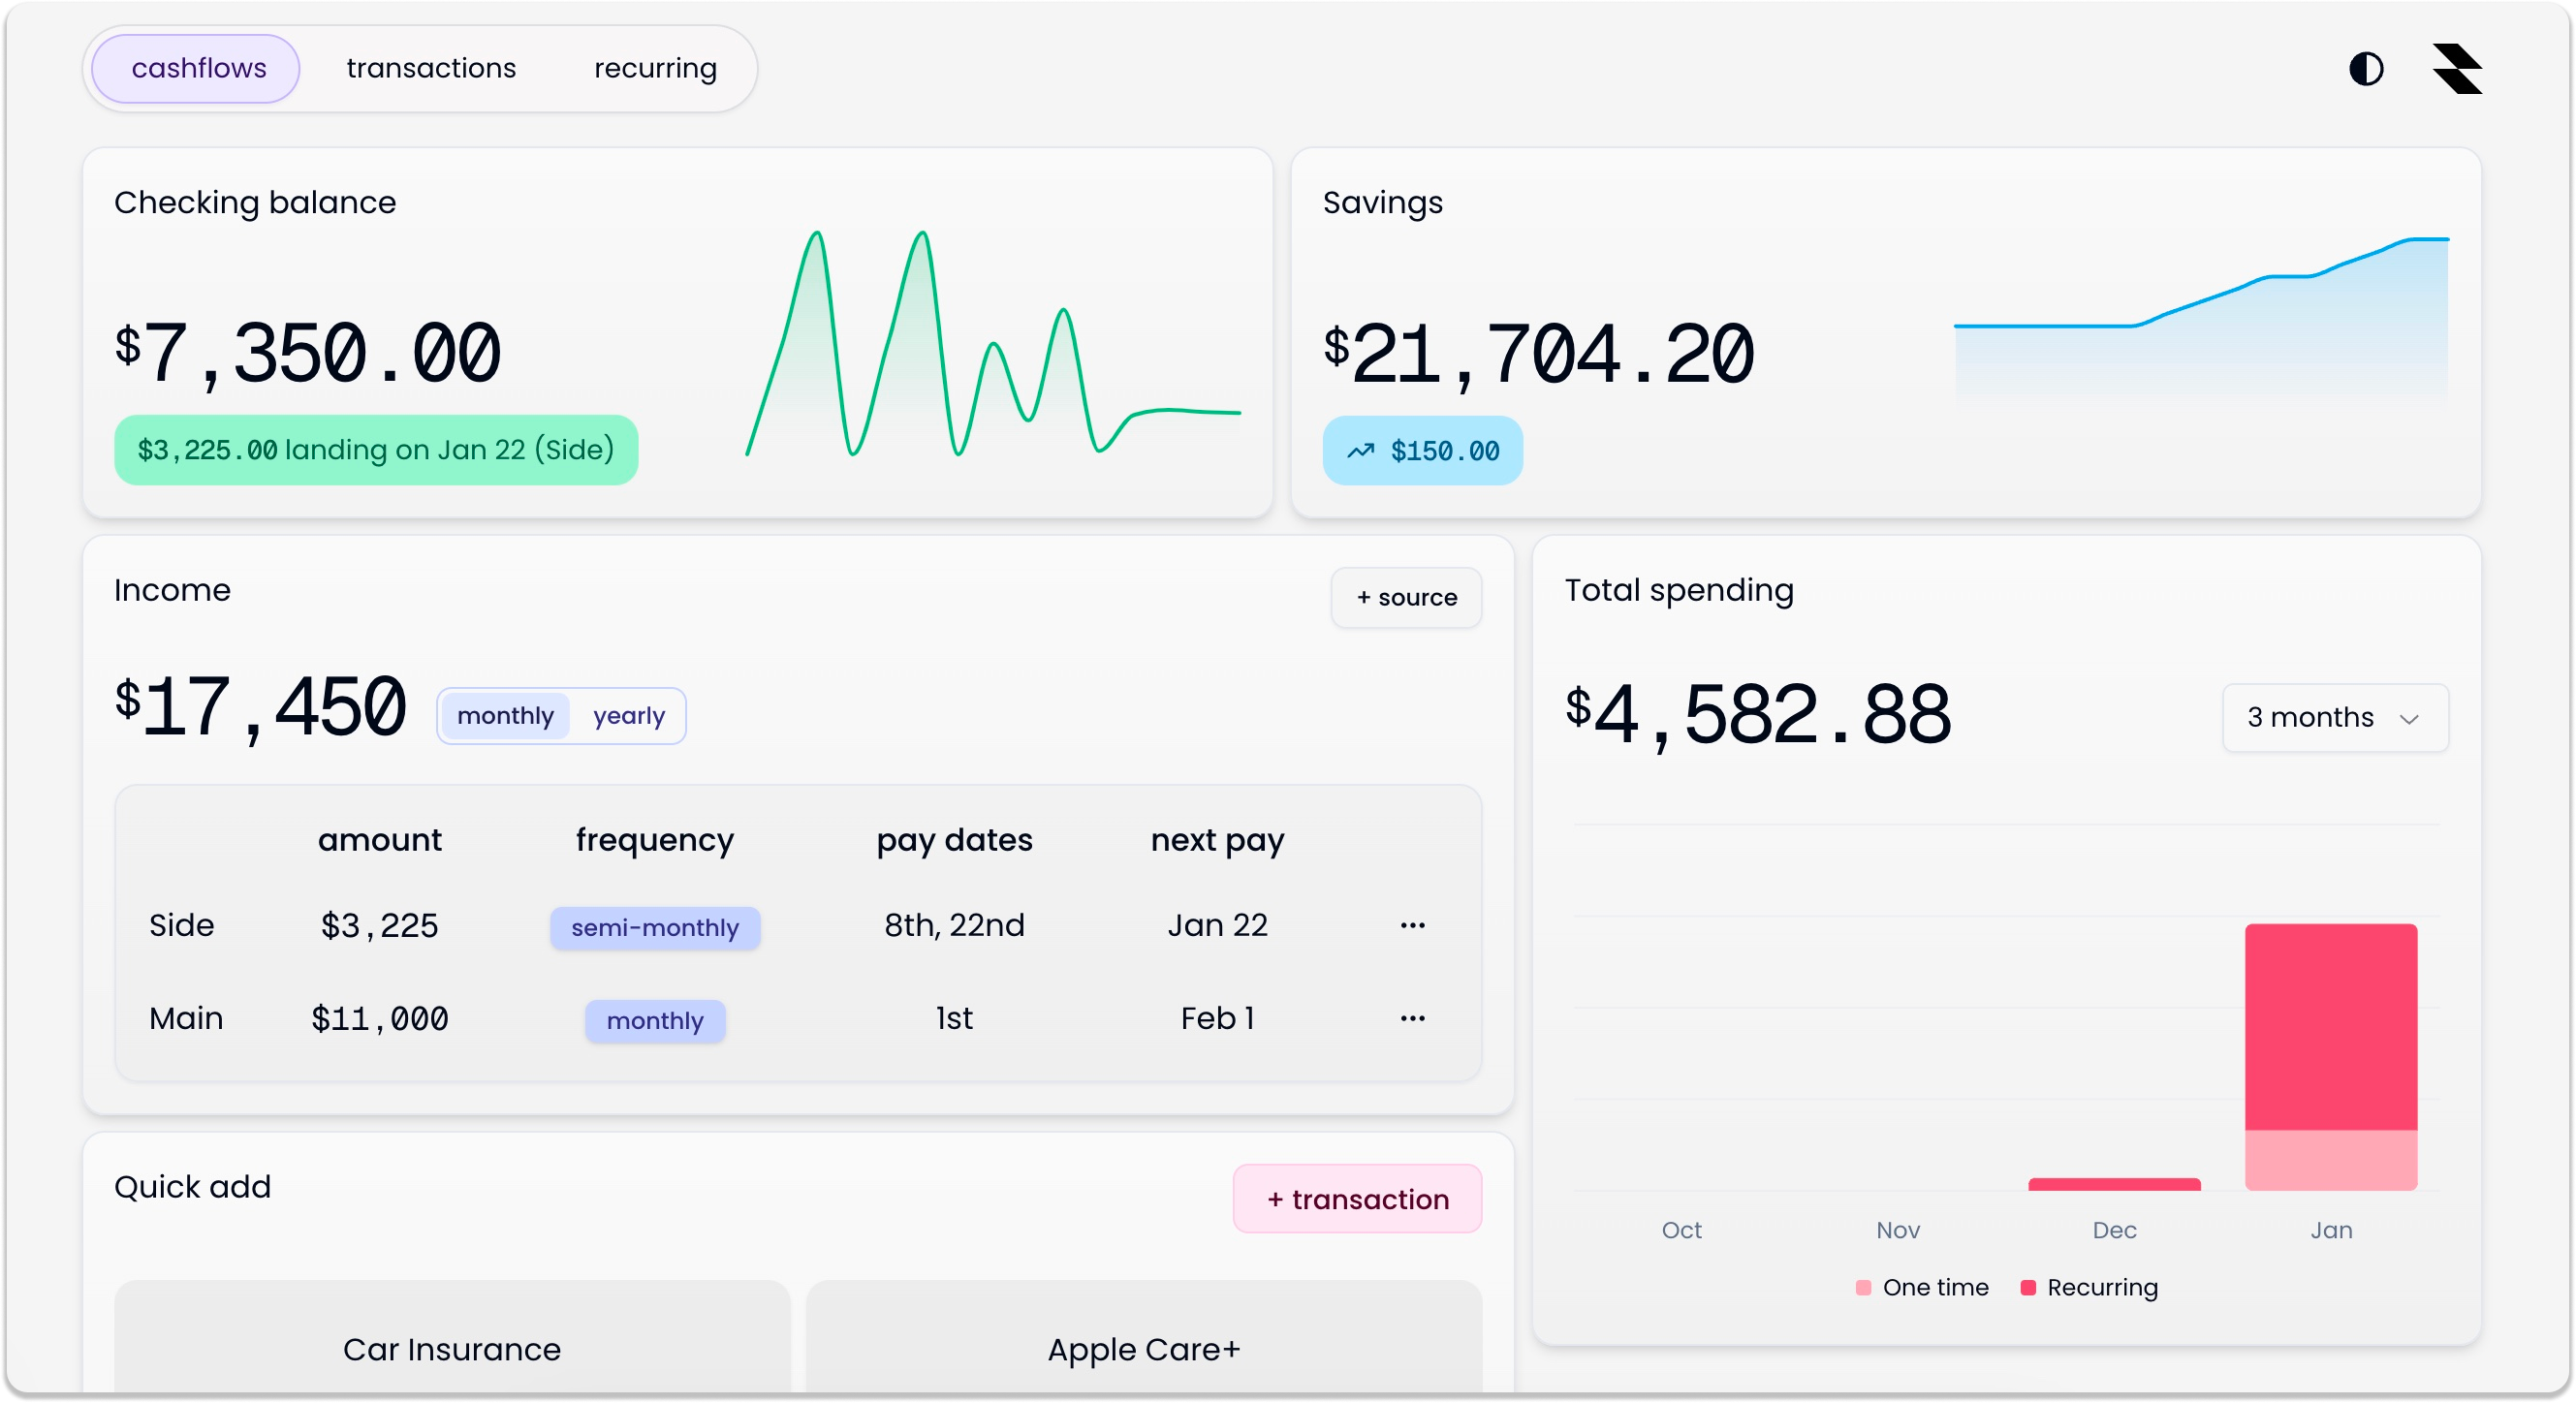 cashflows transactions recurring
Checking balance
$7,350.00
$3,225.00 landing on Jan 22 (Side)
Savings
$21,704.20
$150.00
Income
+ source
$17,450 monthly yearly
amount frequency pay dates next pay
Side $3,225 semi-monthly 8th, 22nd Jan 22 ...
Main $11,000 monthly 1st Feb 1 ...
Total spending
$4,582.88 3 months
Oct Nov Dec Jan
One time Recurring
Quick add
+ transaction
Car Insurance Apple Care+